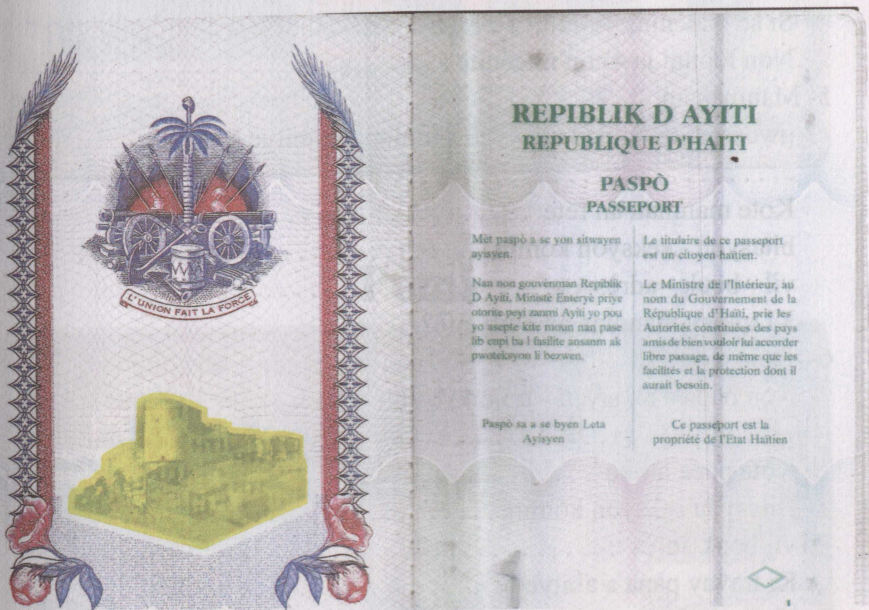 L'UNION FAIT LA FORCE
REPIBLIK D AYITI
REPUBLIQUE D'HAITI
PASPÒ
PASSEPORT
Mèt paspò a se yon sitwayen
ayisyen.
Nan non gouvenman Repiblik
D Ayiti, Ministè Enteryè priye
otorite peyi zanmi Ayiti yo pou
yo asepte kite moun nan pase
lib epi ba l fasilite ansanm ak
pwoteksyon li bezwen.
Paspò sa a se byen Leta
Ayisyen
Le titulaire de ce passeport
est un citoyen haïtien.
Le Ministre de l'Intérieur, au
nom du Gouvernement de la
République d'Haïti, prie les
Autorités constituées des pays
amis de bien vouloir lui accorder
libre passage, de même que les
facilités et la protection dont il
aurait besoin.
Ce passeport est la
propriété de l'Etat Haïtien
1